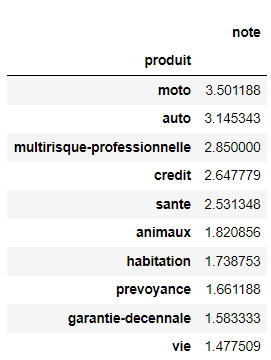 note
produit
moto 3.501188
auto 3.145343
multirisque-professionnelle 2.850000
credit 2.647779
sante 2.531348
animaux 1.820856
habitation 1.738753
prevoyance 1.661188
garantie-decennale 1.583333
vie 1.477509